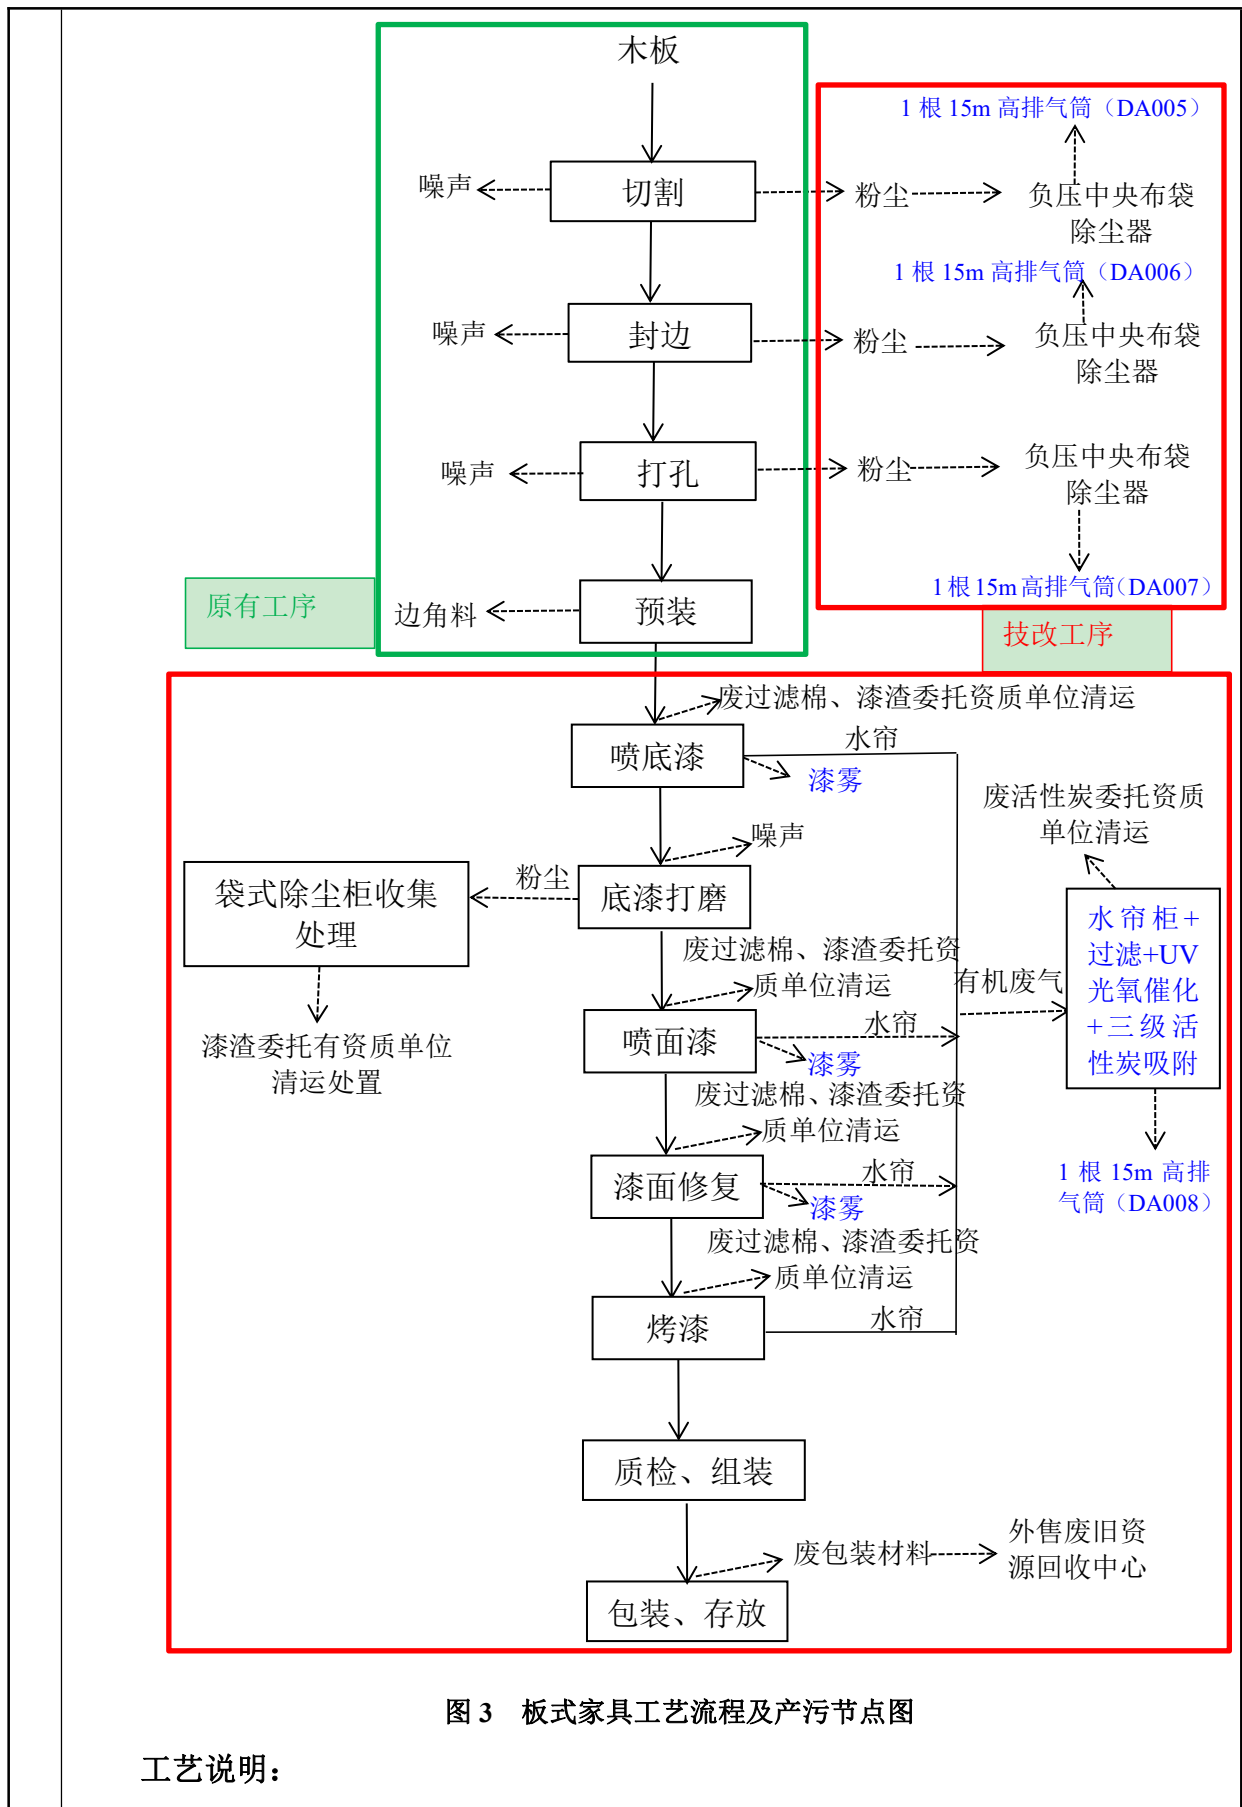 木板
1 根 15m 高排气筒（DA005）
噪声
切割
粉尘
负压中央布袋
除尘器
1 根 15m 高排气筒（DA006）
噪声
封边
粉尘
负压中央布袋
除尘器
噪声
打孔
粉尘
负压中央布袋
除尘器
1 根 15m 高排气筒（DA007）
原有工序
边角料
预装
技改工序
废过滤棉、漆渣委托资质单位清运
喷底漆
水帘
漆雾
废活性炭委托资质
单位清运
噪声
袋式除尘柜收集
处理
粉尘
底漆打磨
废过滤棉、漆渣委托资
质单位清运
有机废气
水帘柜+
过滤+UV
光氧催化
+三级活
性炭吸附
漆渣委托有资质单位
清运处置
喷面漆
水帘
漆雾
废过滤棉、漆渣委托资
质单位清运
漆面修复
水帘
漆雾
1 根 15m 高排
气筒（DA008）
废过滤棉、漆渣委托资
质单位清运
烤漆
水帘
质检、组装
废包装材料
外售废旧资
源回收中心
包装、存放
图 3 板式家具工艺流程及产污节点图
工艺说明：